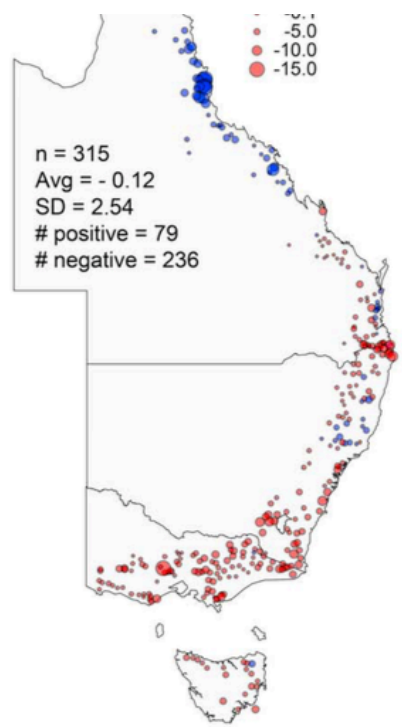 -5.0
-10.0
-15.0
n = 315
Avg = - 0.12
SD = 2.54
# positive = 79
# negative = 236